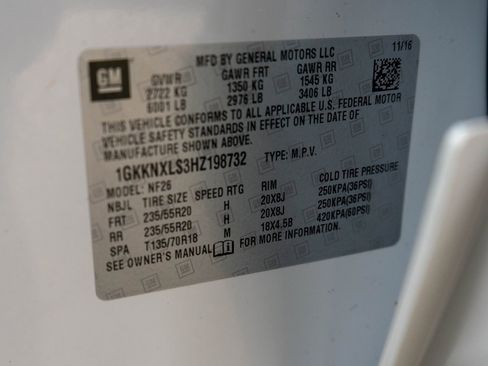 GM
MFD BY GENERAL MOTORS LLC 11/16
GVWR GAWR FRT GAWR RR
2722 KG 1350 KG 1545 KG
6001 LB 2976 LB 3406 LB
THIS VEHICLE CONFORMS TO ALL APPLICABLE U.S. FEDERAL MOTOR
VEHICLE SAFETY STANDARDS IN EFFECT ON THE DATE OF
MANUFACTURE SHOWN ABOVE.
1GKKNXLS3HZ198732 TYPE: M.P.V.
MODEL: NF26
NBJL TIRE SIZE SPEED RTG RIM COLD TIRE PRESSURE
FRT 235/55R20 H 20X8J 250KPA(36PSI)
RR 235/55R20 H 20X8J 250KPA(36PSI)
SPA T135/70R18 M 18X4.5B 420KPA(60PSI)
SEE OWNER'S MANUAL FOR MORE INFORMATION.